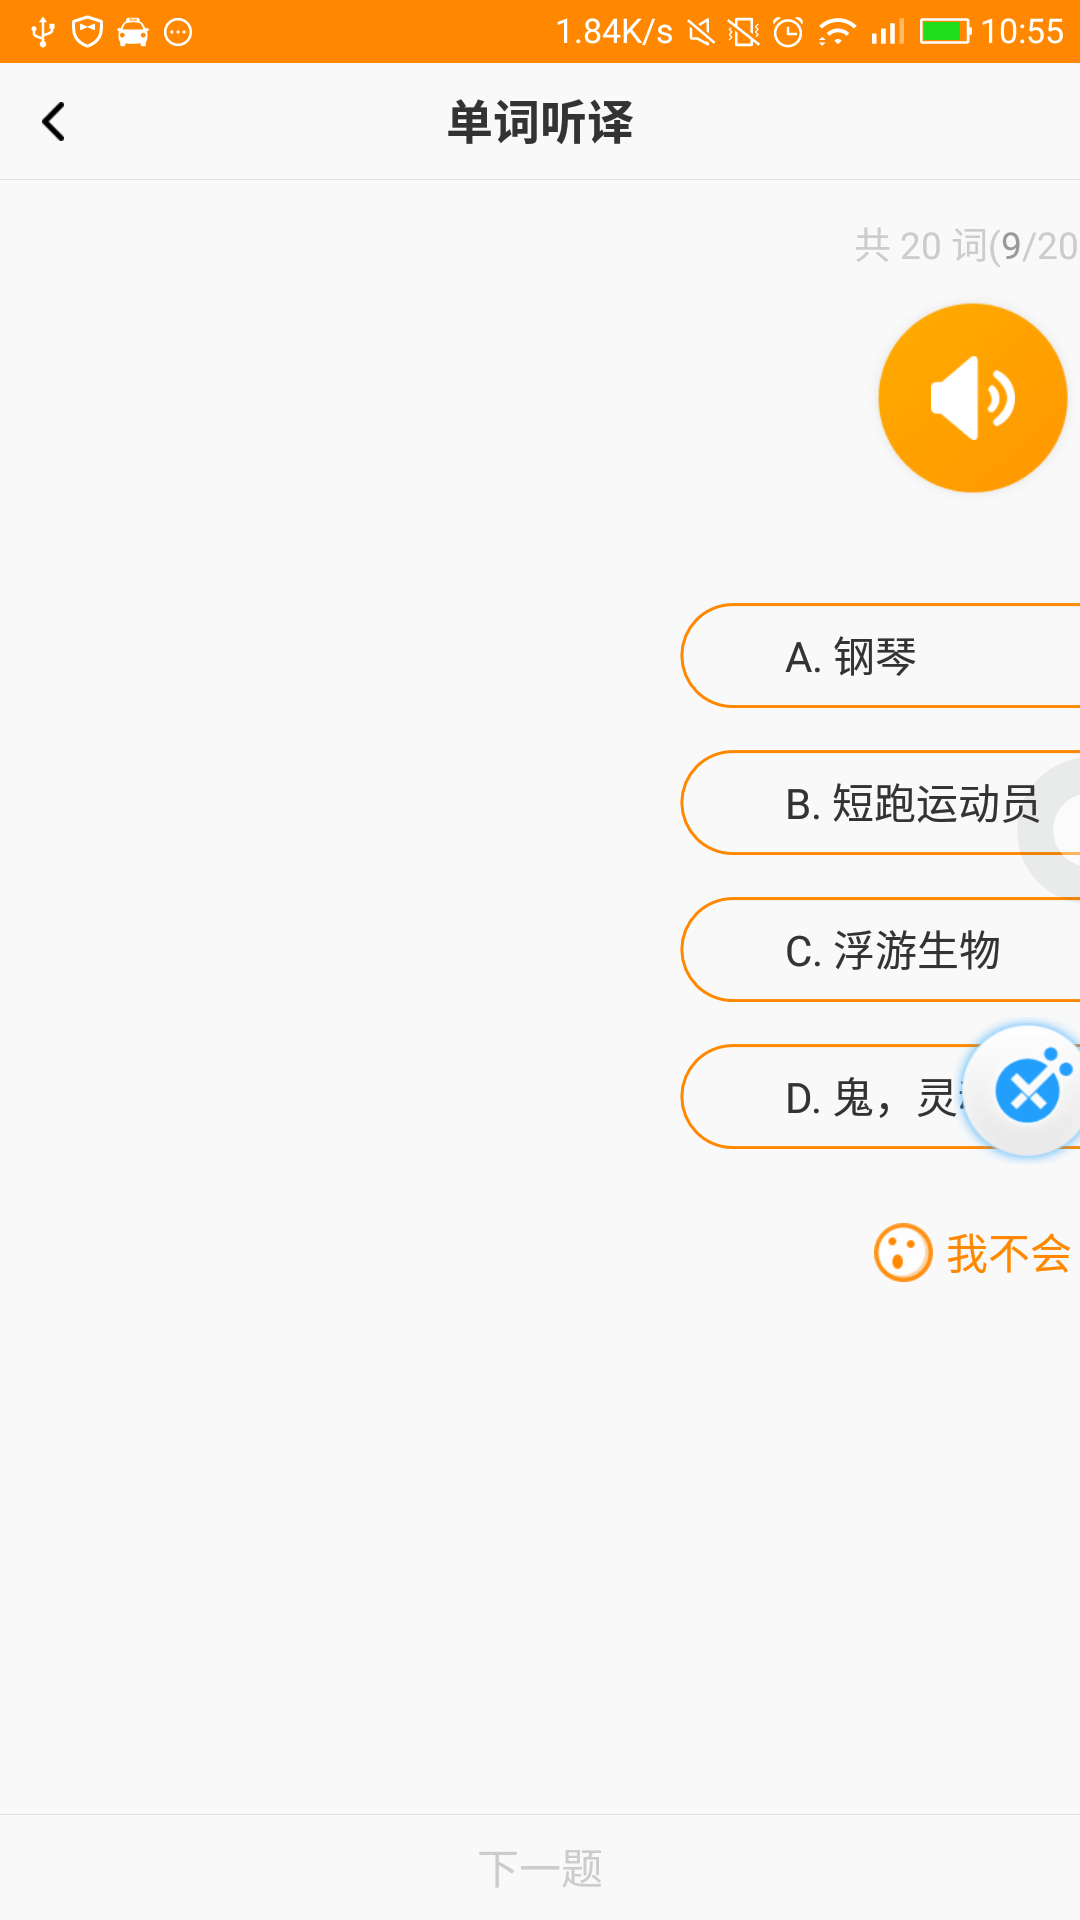 1.84K/s 10:55
单词听译
共 20 词(9/20
A. 钢琴
B. 短跑运动员
C. 浮游生物
D. 鬼，灵
我不会
下一题